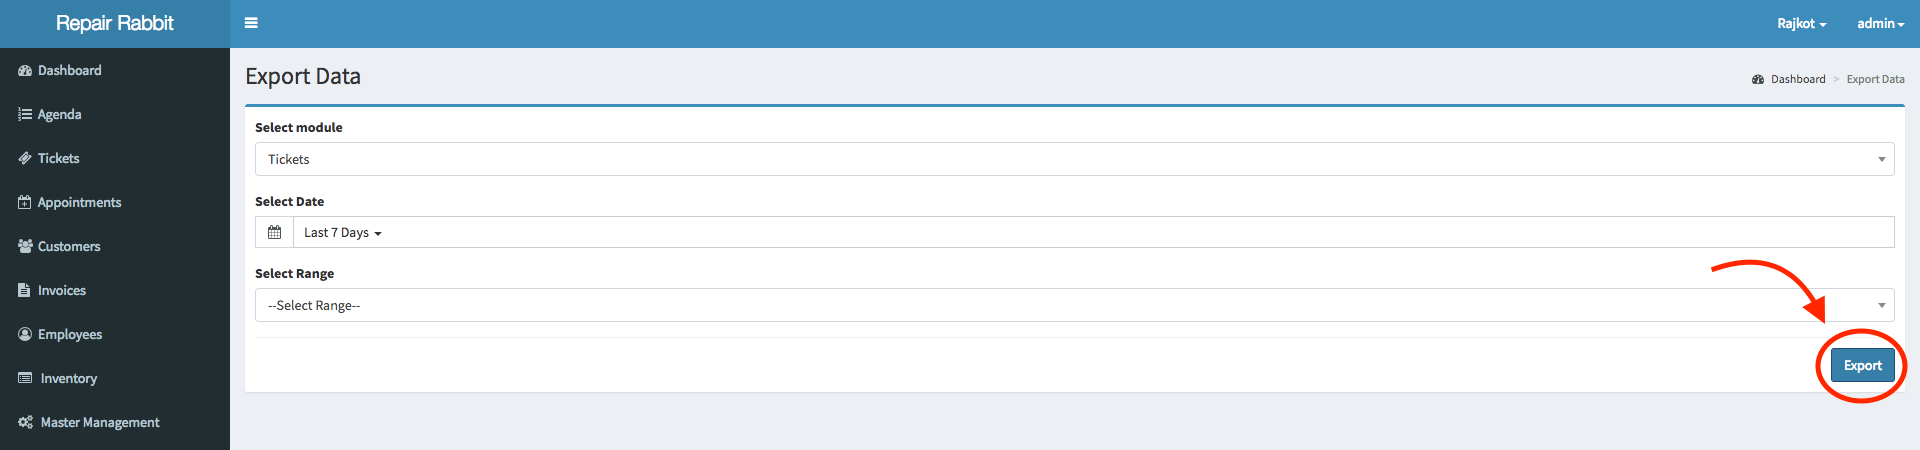 Repair Rabbit
Rajkot
admin
Dashboard
Agenda
Tickets
Appointments
Customers
Invoices
Employees
Inventory
Master Management
Export Data
Dashboard > Export Data
Select module
Tickets
Select Date
Last 7 Days
Select Range
--Select Range--
Export